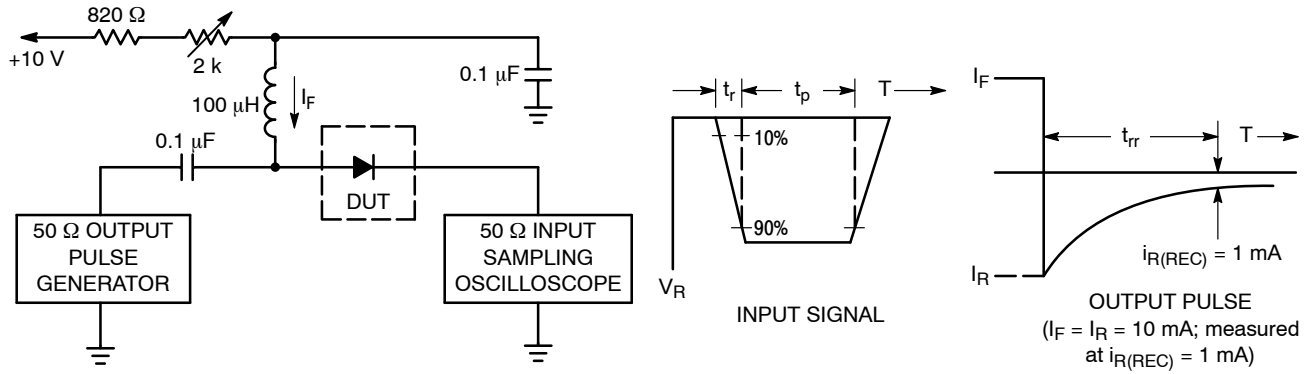 820 Ω
+10 V
2 k
0.1 µF
100 µH
I_F
0.1 µF
DUT
50 Ω OUTPUT
PULSE
GENERATOR
50 Ω INPUT
SAMPLING
OSCILLOSCOPE
t_r
t_p
T
10%
90%
V_R
INPUT SIGNAL
I_F
t_rr
T
i_R(REC) = 1 mA
I_R
OUTPUT PULSE
(I_F = I_R = 10 mA; measured
at i_R(REC) = 1 mA)